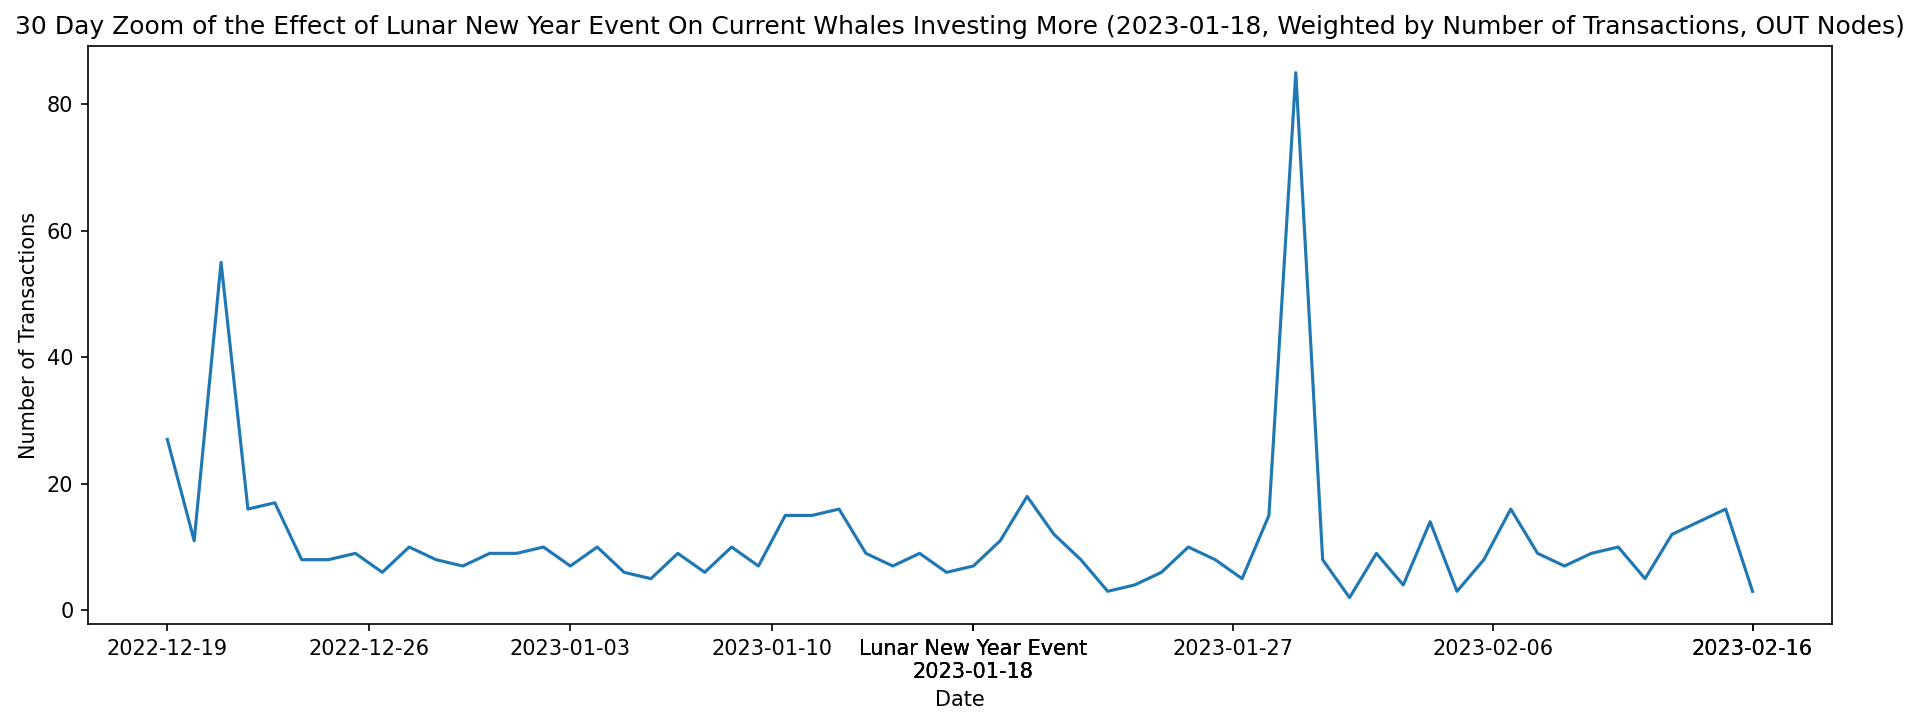 30 Day Zoom of the Effect of Lunar New Year Event On Current Whales Investing More (2023-01-18, Weighted by Number of Transactions, OUT Nodes)
Number of Transactions
80
60
40
20
0
2022-12-19 2022-12-26 2023-01-03 2023-01-10 Lunar New Year Event 2023-01-27 2023-02-06 2023-02-16
2023-01-18
Date